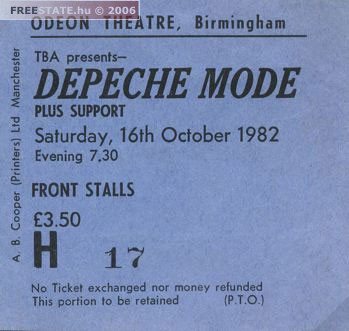 FREESTATE.hu © 2006
ODEON THEATRE, Birmingham
TBA presents–
DEPECHE MODE
PLUS SUPPORT
Saturday, 16th October 1982
Evening 7.30
FRONT STALLS
£3.50
H 17
No Ticket exchanged nor money refunded
This portion to be retained (P.T.O.)
A. B. Cooper (Printers) Ltd Manchester